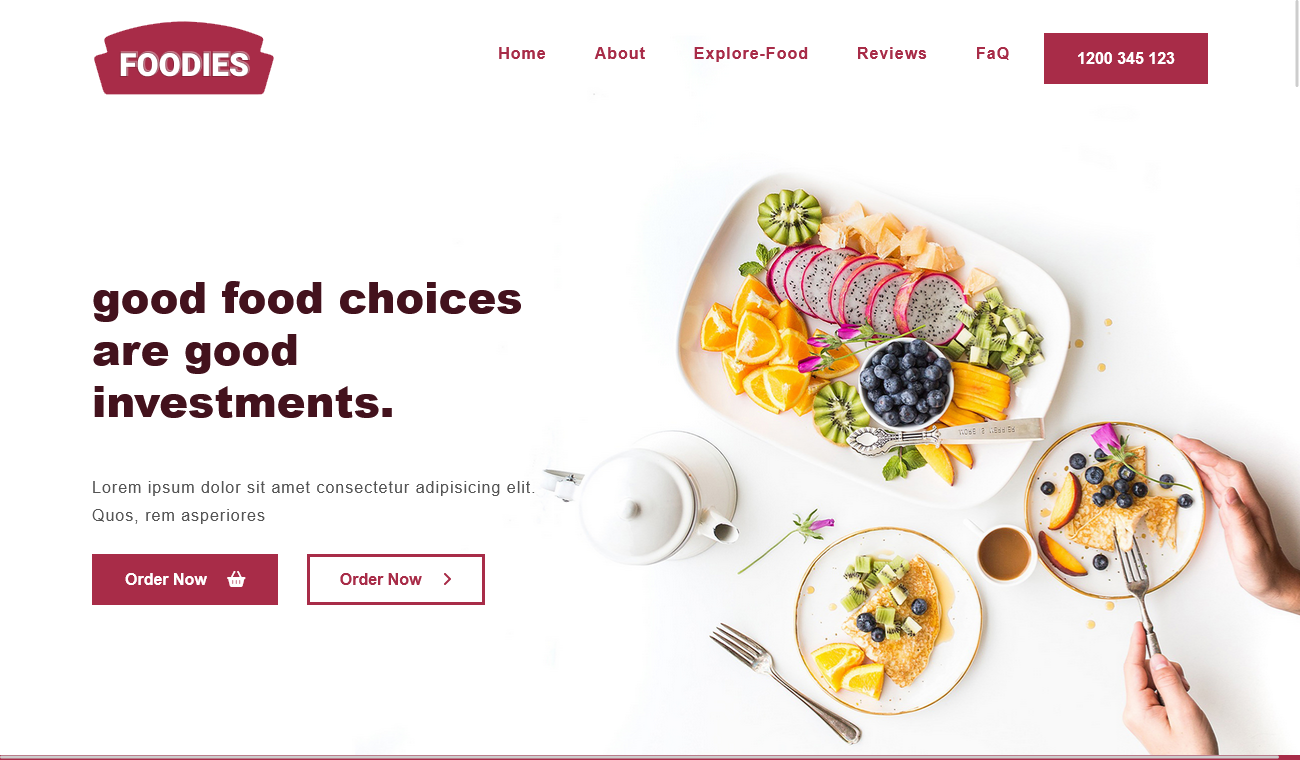 FOODIES
Home
About
Explore-Food
Reviews
FaQ
1200 345 123
good food choices
are good
investments.
Lorem ipsum dolor sit amet consectetur adipisicing elit.
Quos, rem asperiores
Order Now
Order Now